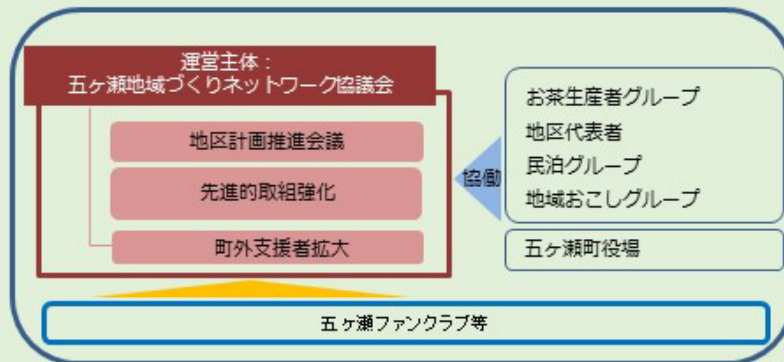 運営主体：
五ヶ瀬地域づくりネットワーク協議会
地区計画推進会議
先進的取組強化
町外支援者拡大
協働
お茶生産者グループ
地区代表者
民泊グループ
地域おこしグループ
五ヶ瀬町役場
五ヶ瀬ファンクラブ等